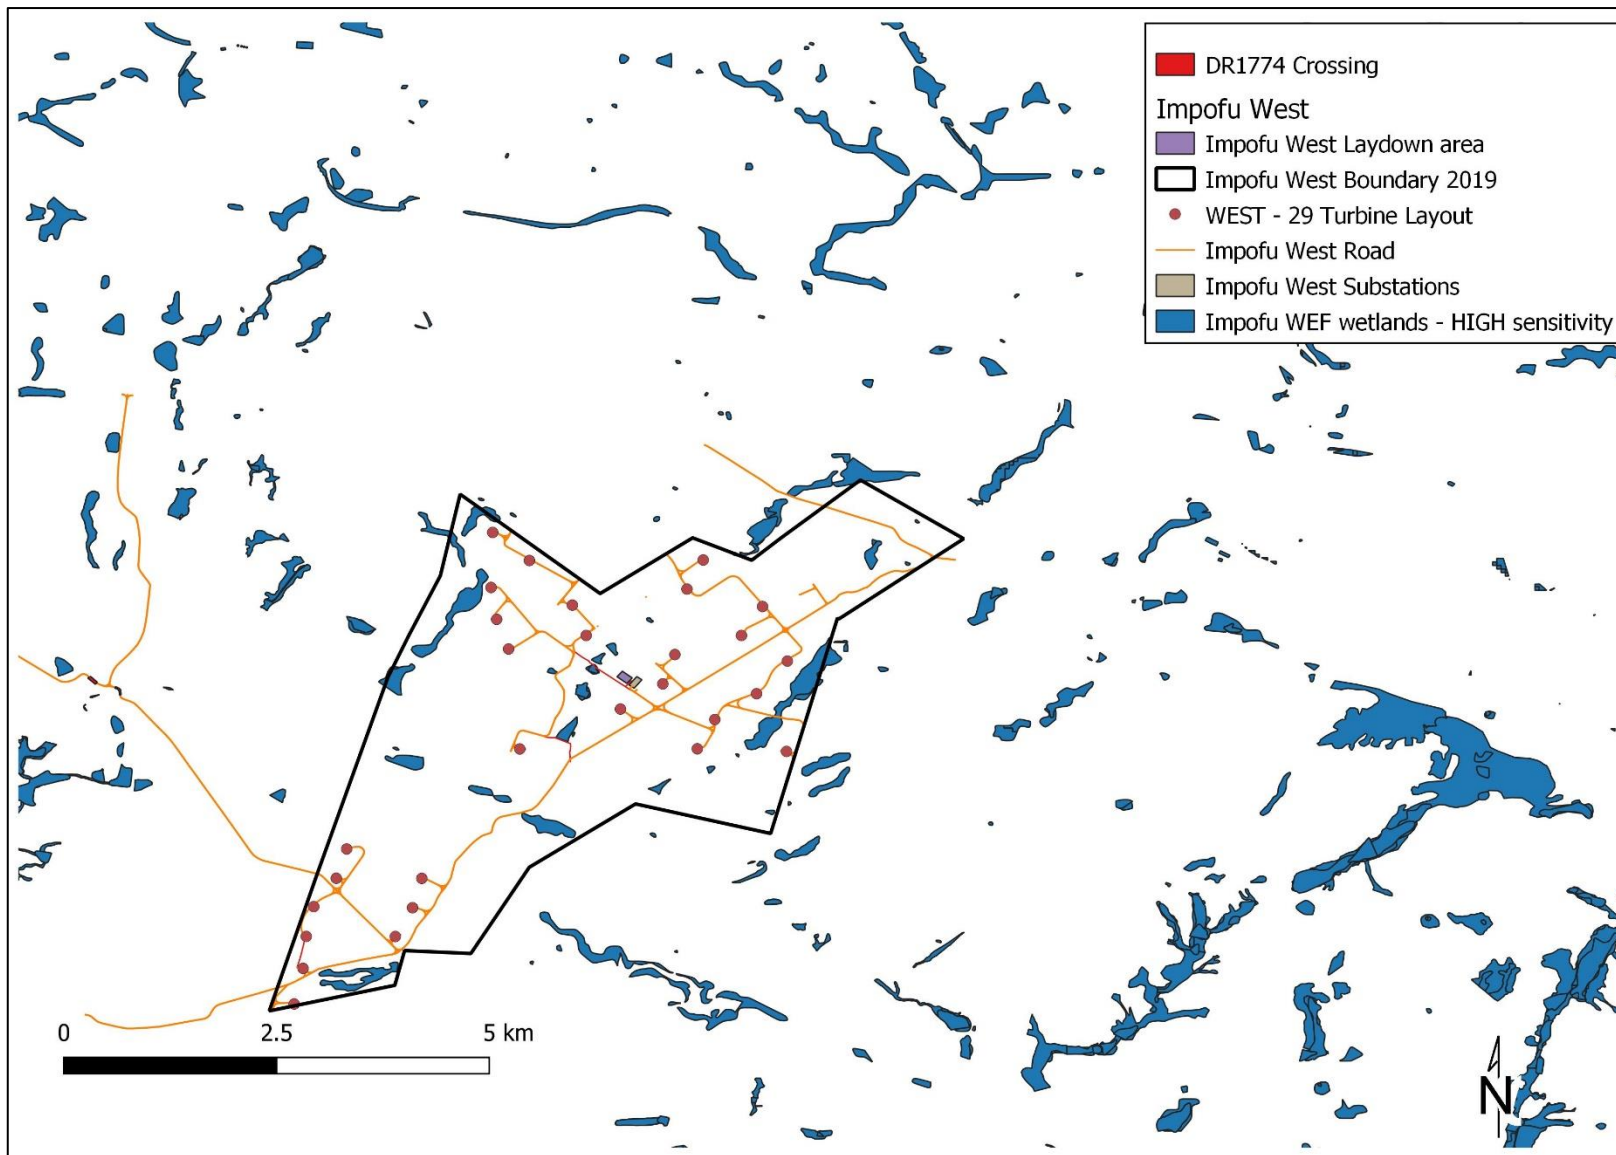 DR1774 Crossing
Impofu West
Impofu West Laydown area
Impofu West Boundary 2019
WEST - 29 Turbine Layout
Impofu West Road
Impofu West Substations
Impofu WEF wetlands - HIGH sensitivity
0 2.5 5 km
N